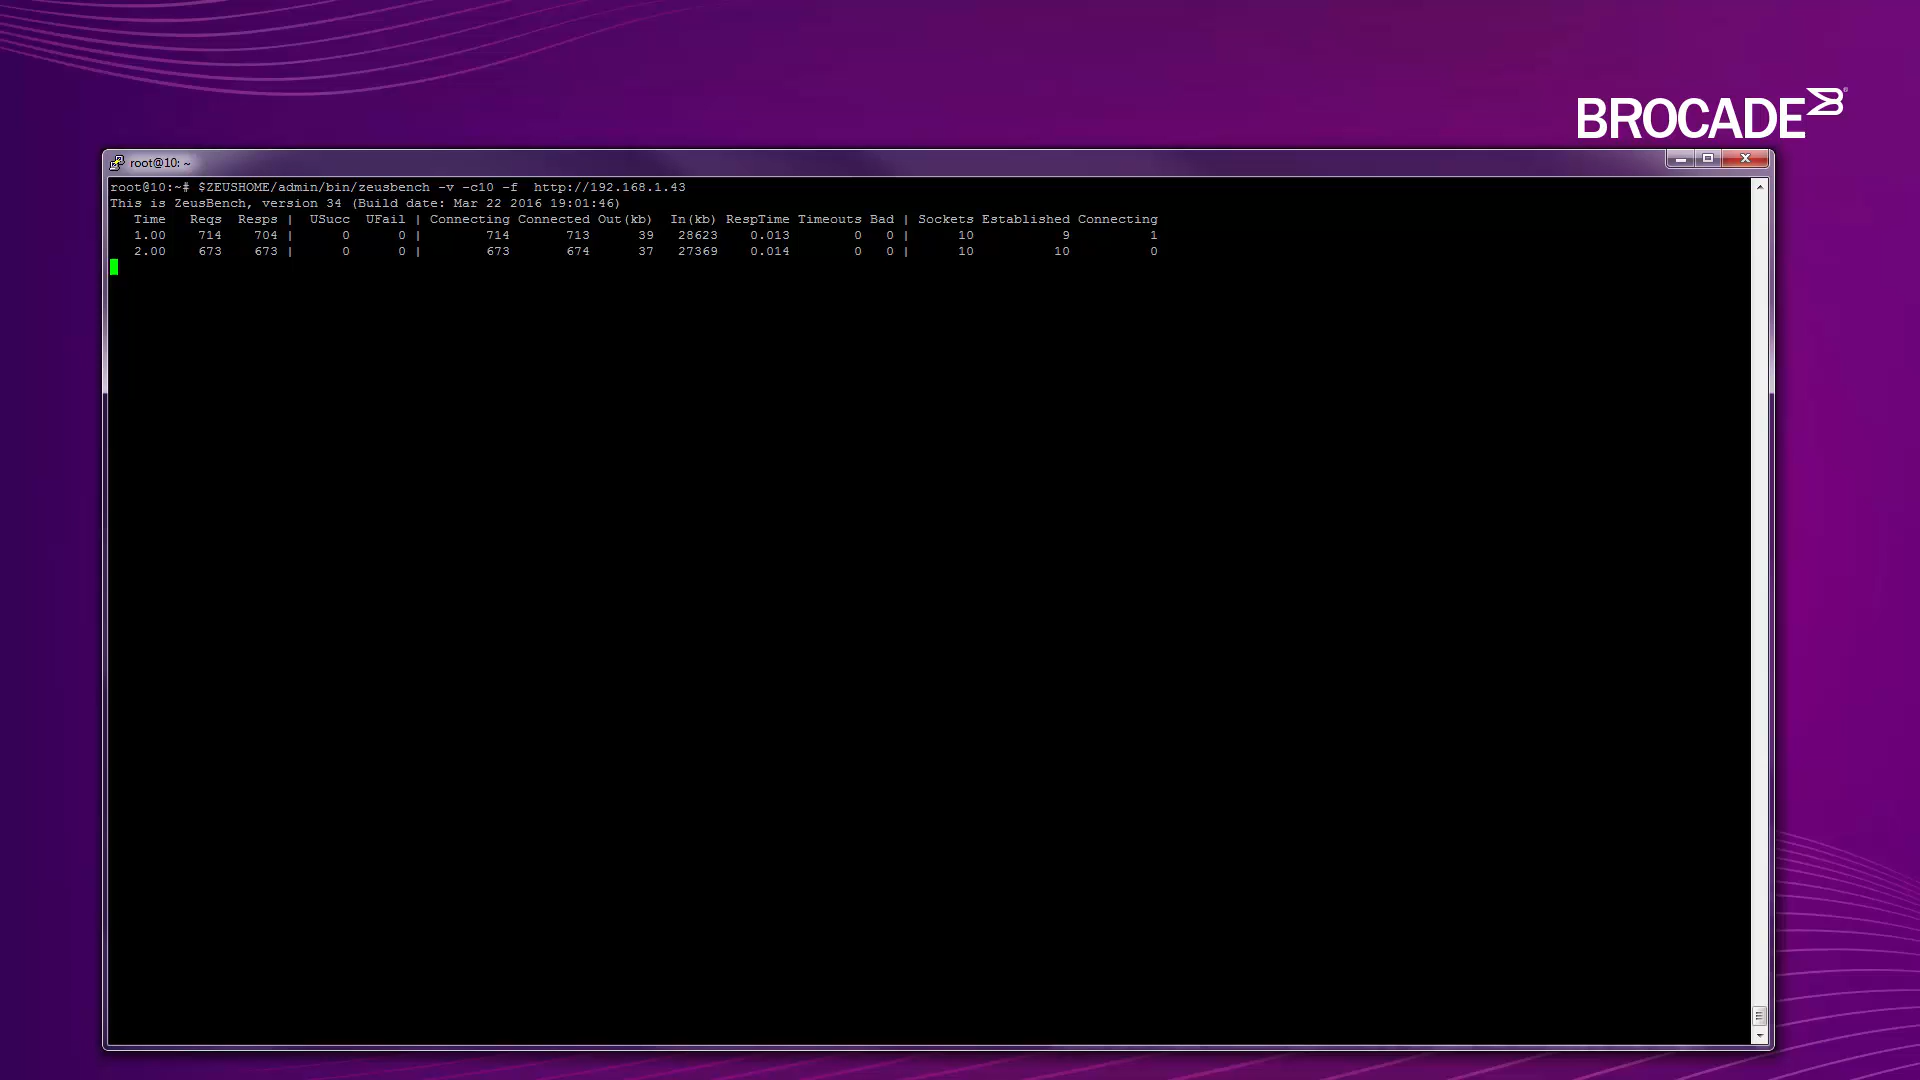 BROCADE
root@10: ~
root@10:~# $ZEUSHOME/admin/bin/zeusbench -v -c10 -f  http://192.168.1.43
This is ZeusBench, version 34 (Build date: Mar 22 2016 19:01:46)
Time Reqs Resps | USucc UFail | Connecting Connected Out(kb) In(kb) RespTime Timeouts Bad | Sockets Established Connecting
1.00 714 704 | 0 0 | 714 713 39 28623 0.013 0 0 | 10 9 1
2.00 673 673 | 0 0 | 673 674 37 27369 0.014 0 0 | 10 10 0